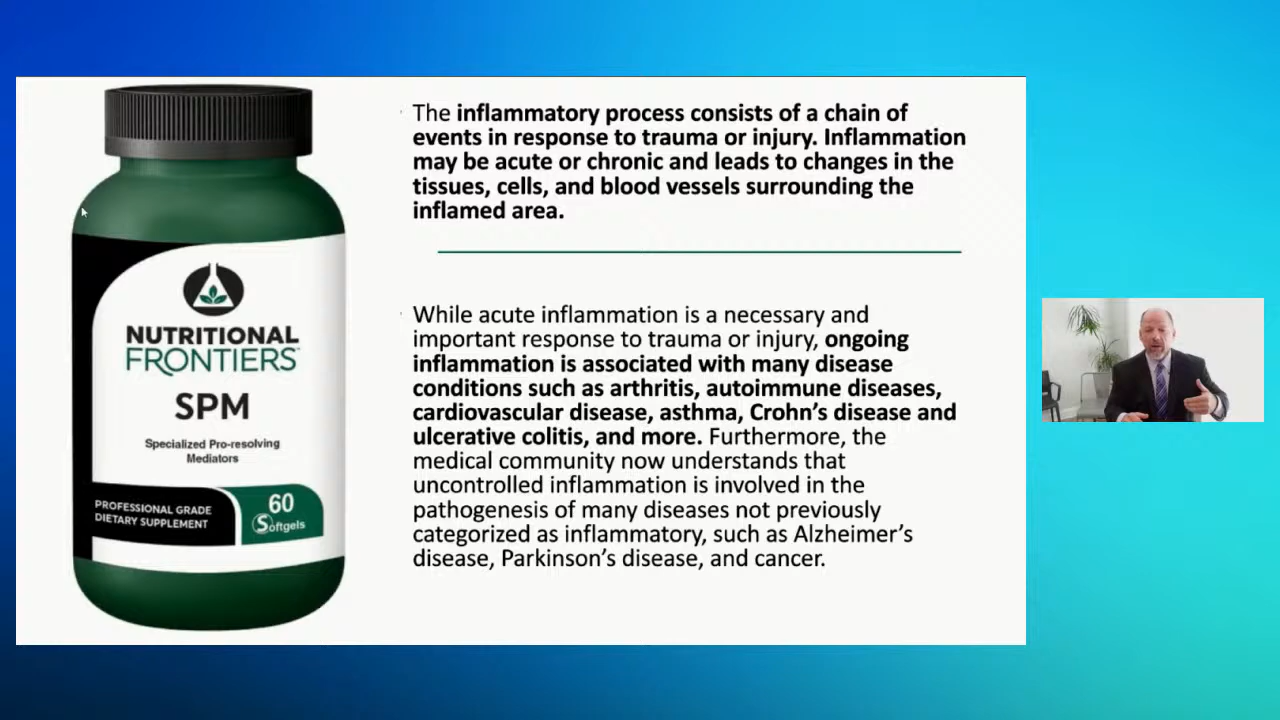 NUTRITIONAL
FRONTIERS™
SPM
Specialized Pro-resolving
Mediators
PROFESSIONAL GRADE
DIETARY SUPPLEMENT
60
Softgels
The inflammatory process consists of a chain of
events in response to trauma or injury. Inflammation
may be acute or chronic and leads to changes in the
tissues, cells, and blood vessels surrounding the
inflamed area.
While acute inflammation is a necessary and
important response to trauma or injury, ongoing
inflammation is associated with many disease
conditions such as arthritis, autoimmune diseases,
cardiovascular disease, asthma, Crohn’s disease and
ulcerative colitis, and more. Furthermore, the
medical community now understands that
uncontrolled inflammation is involved in the
pathogenesis of many diseases not previously
categorized as inflammatory, such as Alzheimer’s
disease, Parkinson’s disease, and cancer.